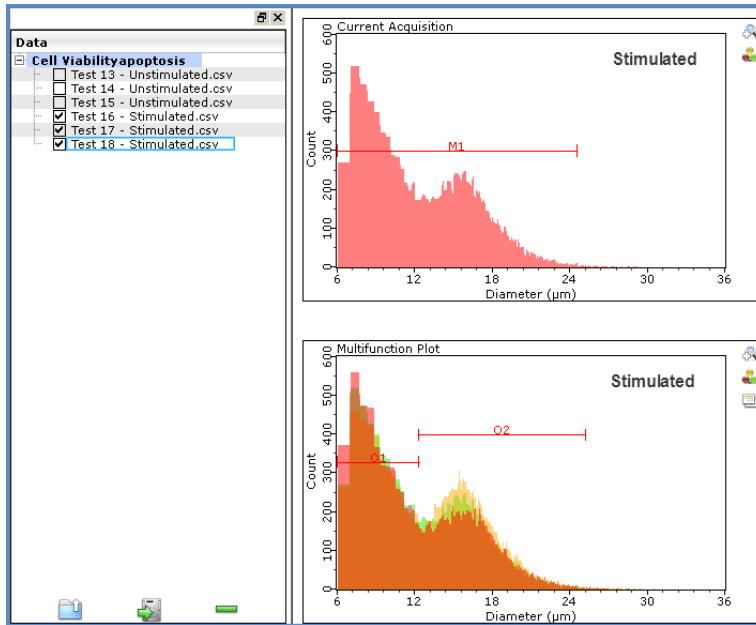 Data
Cell Viabilityapoptosis
Test 13 - Unstimulated.csv
Test 14 - Unstimulated.csv
Test 15 - Unstimulated.csv
Test 16 - Stimulated.csv
Test 17 - Stimulated.csv
Test 18 - Stimulated.csv
Current Acquisition
Stimulated
M1
Count
0 100 200 300 400 500 600
6 12 18 24 30 36
Diameter (µm)
Multifunction Plot
Stimulated
O2
O1
Count
0 100 200 300 400 500 600
6 12 18 24 30 36
Diameter (µm)